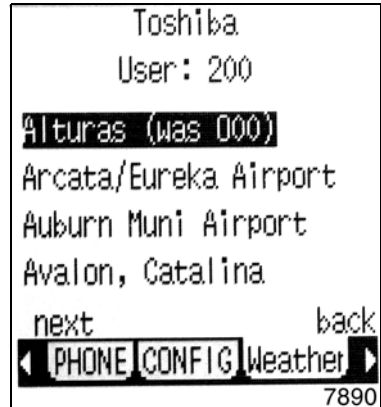 Toshiba
User: 200
Alturas (was 000)
Arcata/Eureka Airport
Auburn Muni Airport
Avalon, Catalina
next back
PHONE CONFIG Weather
7890